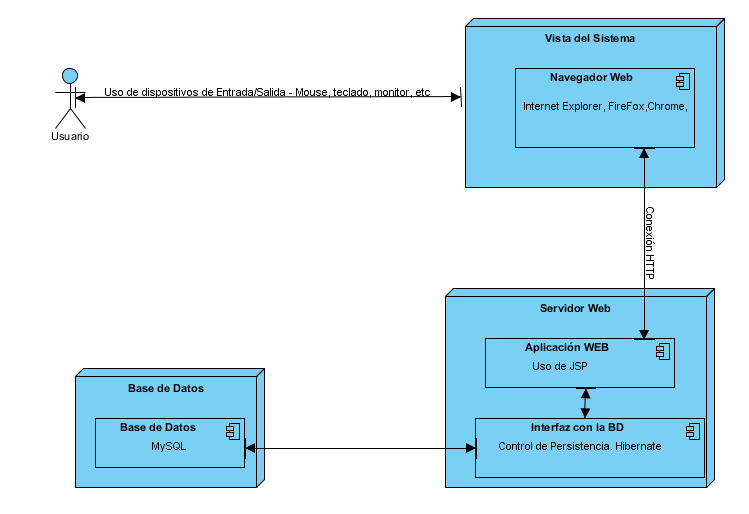 Vista del Sistema
Navegador Web
Internet Explorer, FireFox,Chrome,
Uso de dispositivos de Entrada/Salida - Mouse, teclado, monitor, etc
Usuario
Conexión HTTP
Servidor Web
Aplicación WEB
Uso de JSP
Base de Datos
Base de Datos
MySQL
Interfaz con la BD
Control de Persistencia. Hibernate